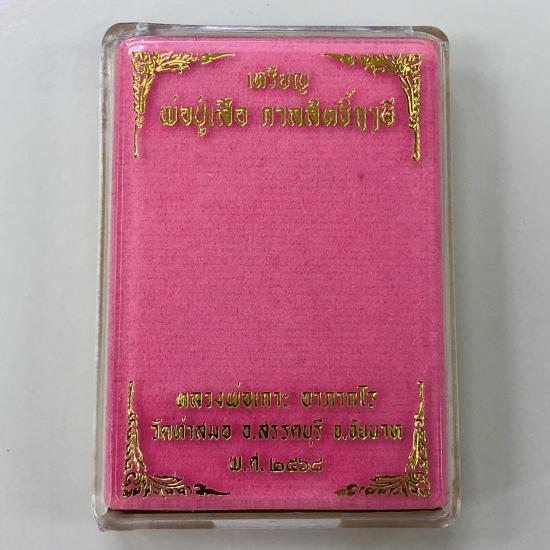 เหรียญ
พ่อปู่เสือ กาลสิทธิ์ฤาษี
หลวงพ่อเกาะ อาภากโร
วัดท่าสมอ อ.สรรคบุรี จ.ชัยนาท
พ.ศ.๒๕๖๘